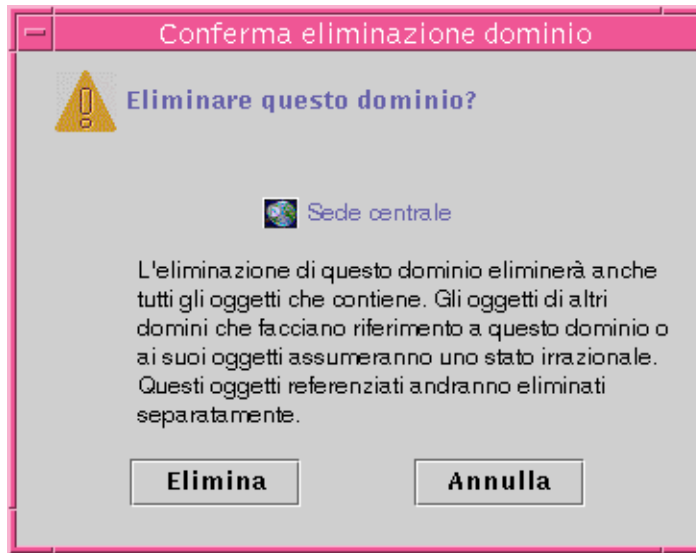 Conferma eliminazione dominio
Eliminare questo dominio?
Sede centrale
L'eliminazione di questo dominio eliminerà anche
tutti gli oggetti che contiene. Gli oggetti di altri
domini che facciano riferimento a questo dominio o
ai suoi oggetti assumeranno uno stato irrazionale.
Questi oggetti referenziati andranno eliminati
separatamente.
Elimina
Annulla